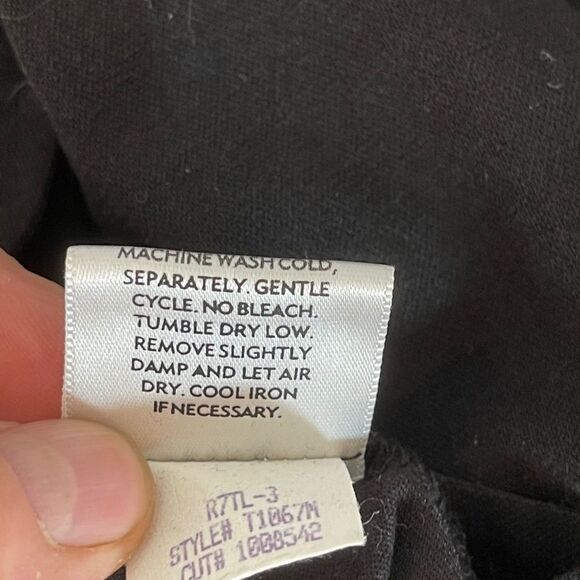 MACHINE WASH COLD,
SEPARATELY. GENTLE
CYCLE. NO BLEACH.
TUMBLE DRY LOW.
REMOVE SLIGHTLY
DAMP AND LET AIR
DRY. COOL IRON
IF NECESSARY.
R7TL-3
STYLE# T1067M
CUT# 1008542